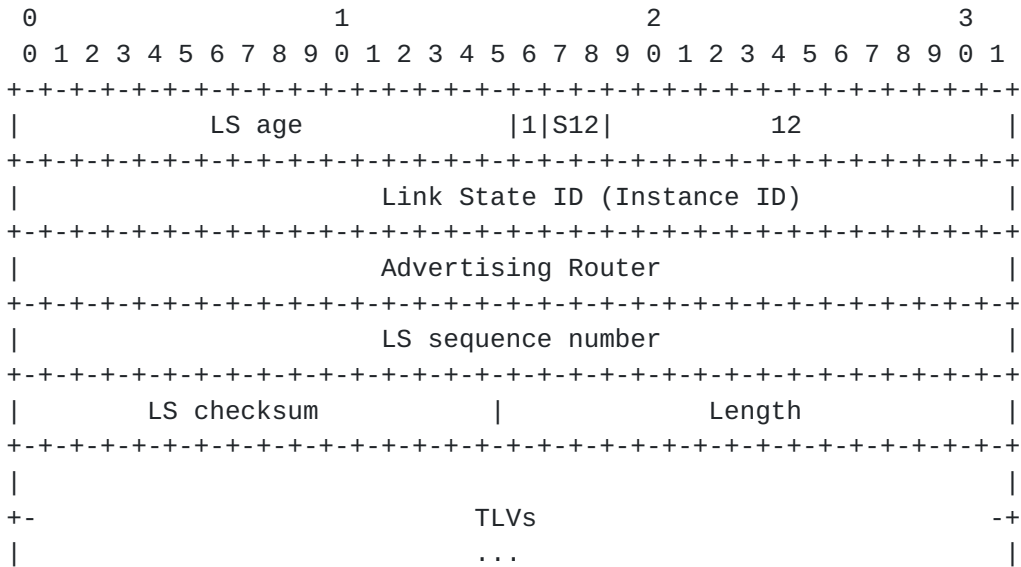 0                   1                   2                   3
 0 1 2 3 4 5 6 7 8 9 0 1 2 3 4 5 6 7 8 9 0 1 2 3 4 5 6 7 8 9 0 1
+-+-+-+-+-+-+-+-+-+-+-+-+-+-+-+-+-+-+-+-+-+-+-+-+-+-+-+-+-+-+-+-+
|            LS age             |1|S12|          12              |
+-+-+-+-+-+-+-+-+-+-+-+-+-+-+-+-+-+-+-+-+-+-+-+-+-+-+-+-+-+-+-+-+
|                       Link State ID (Instance ID)             |
+-+-+-+-+-+-+-+-+-+-+-+-+-+-+-+-+-+-+-+-+-+-+-+-+-+-+-+-+-+-+-+-+
|                       Advertising Router                      |
+-+-+-+-+-+-+-+-+-+-+-+-+-+-+-+-+-+-+-+-+-+-+-+-+-+-+-+-+-+-+-+-+
|                       LS sequence number                      |
+-+-+-+-+-+-+-+-+-+-+-+-+-+-+-+-+-+-+-+-+-+-+-+-+-+-+-+-+-+-+-+-+
|        LS checksum           |             Length             |
+-+-+-+-+-+-+-+-+-+-+-+-+-+-+-+-+-+-+-+-+-+-+-+-+-+-+-+-+-+-+-+-+
|                                                               |
+-                            TLVs                             -+
|                             ...                               |